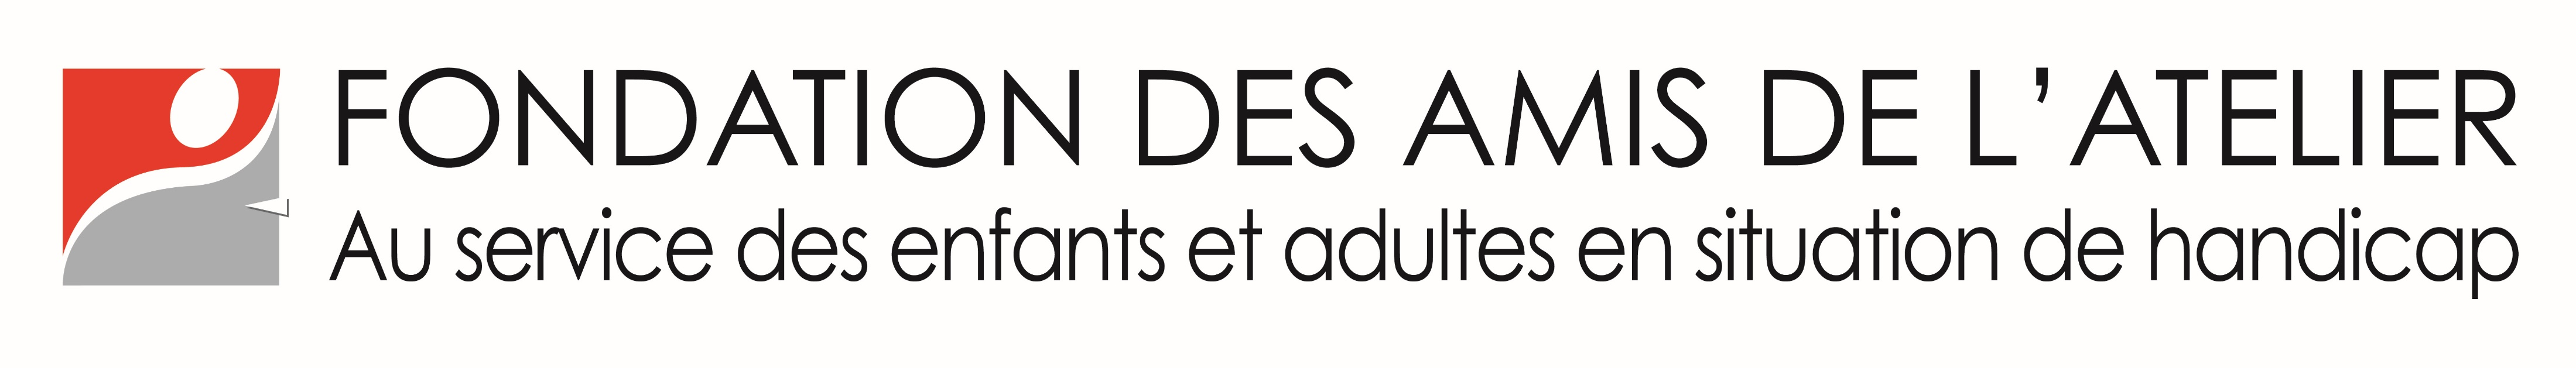 FONDATION DES AMIS DE L'ATELIER
Au service des enfants et adultes en situation de handicap